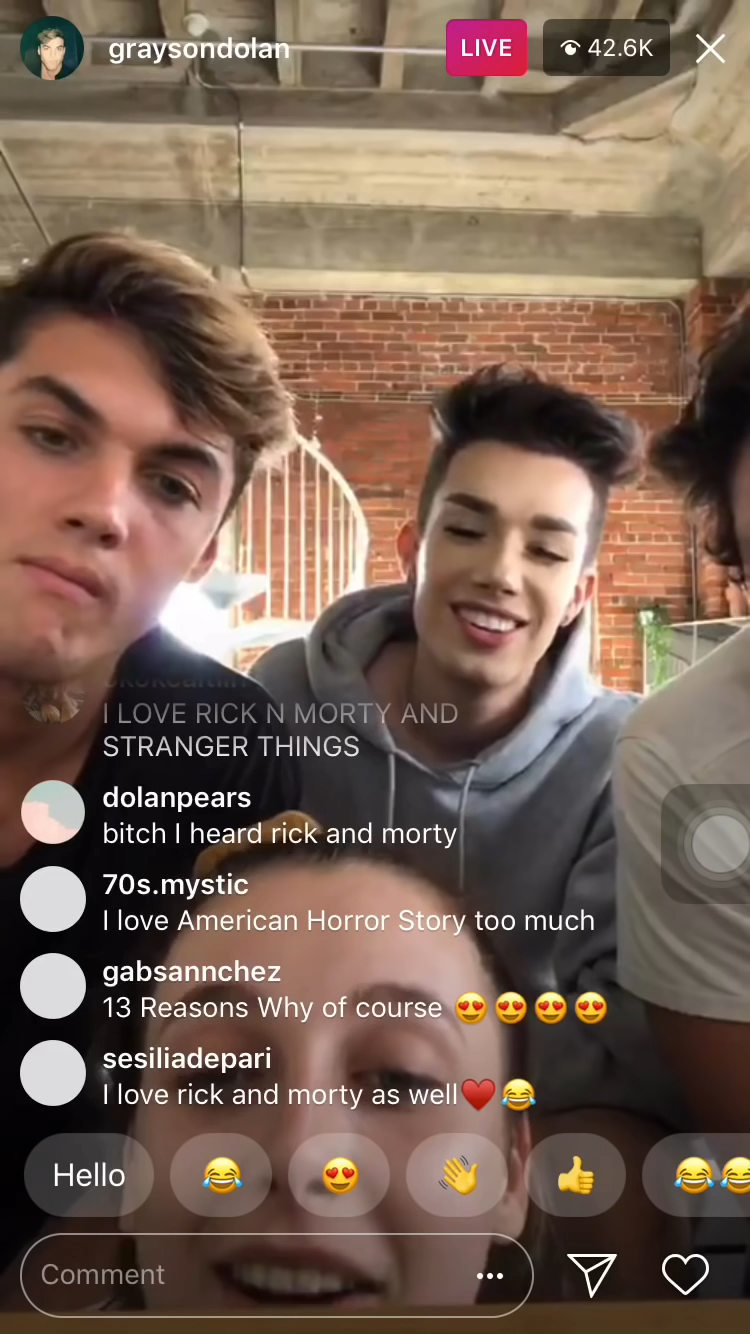 graysondolan
LIVE
42.6K
I LOVE RICK N MORTY AND
STRANGER THINGS
dolanpears
bitch I heard rick and morty
70s.mystic
I love American Horror Story too much
gabsannchez
13 Reasons Why of course 😍😍😍😍
sesiliadepari
I love rick and morty as well❤️😂
Hello
Comment